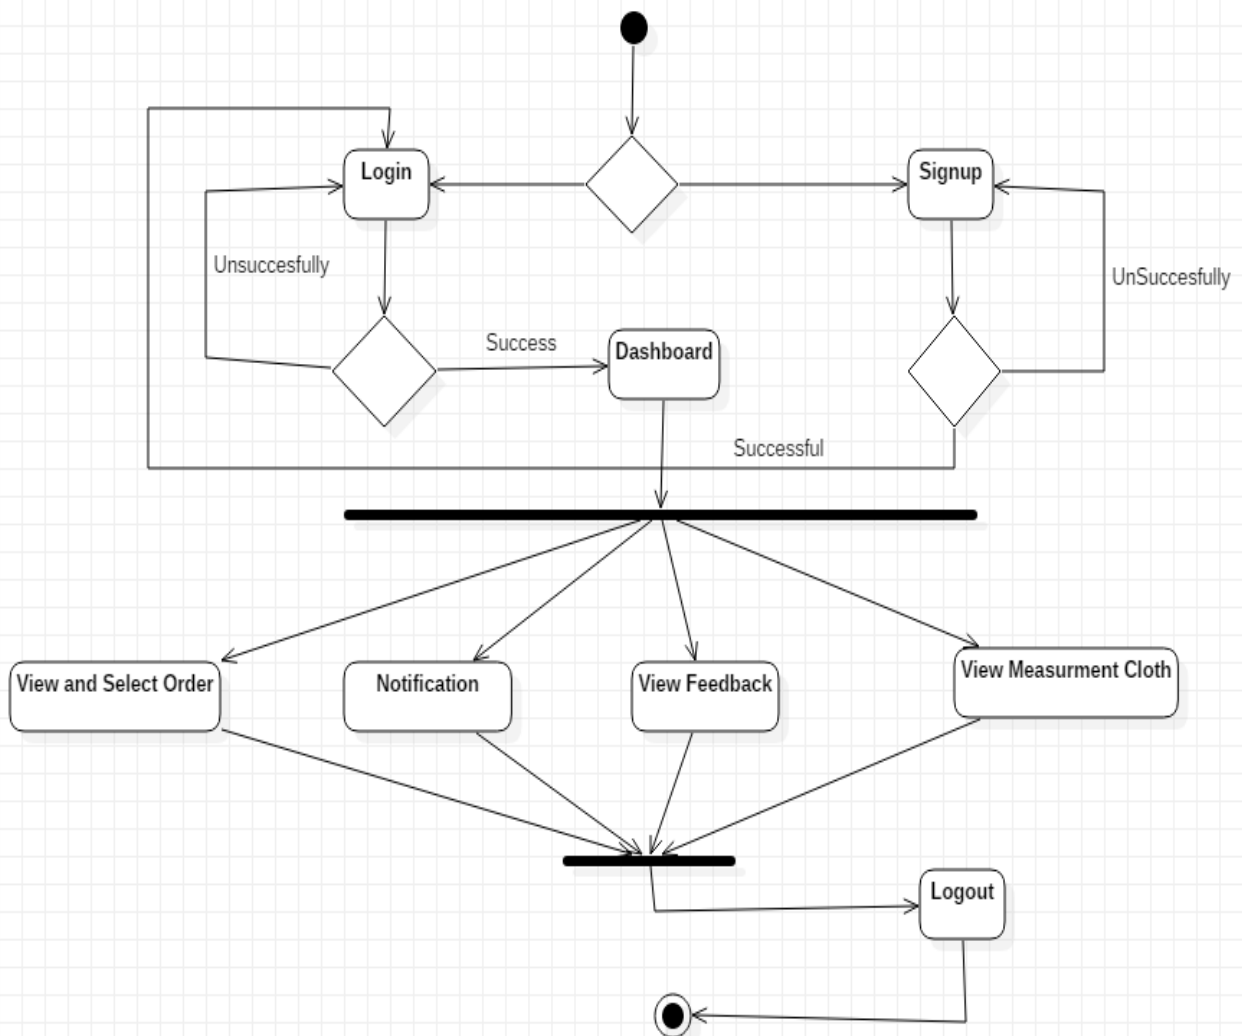 Login
Signup
Unsuccesfully
UnSuccesfully
Success
Dashboard
Successful
View and Select Order
Notification
View Feedback
View Measurment Cloth
Logout